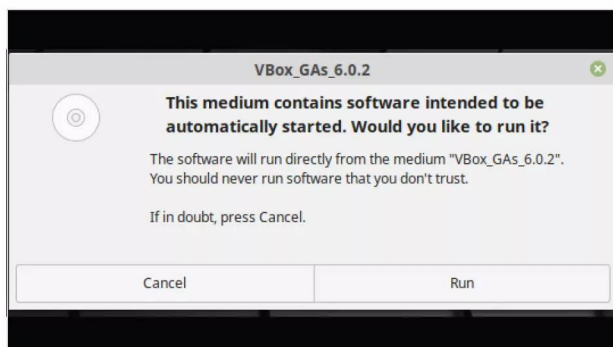 VBox_GAs_6.0.2
This medium contains software intended to be
automatically started. Would you like to run it?
The software will run directly from the medium "VBox_GAs_6.0.2".
You should never run software that you don't trust.
If in doubt, press Cancel.
Cancel
Run